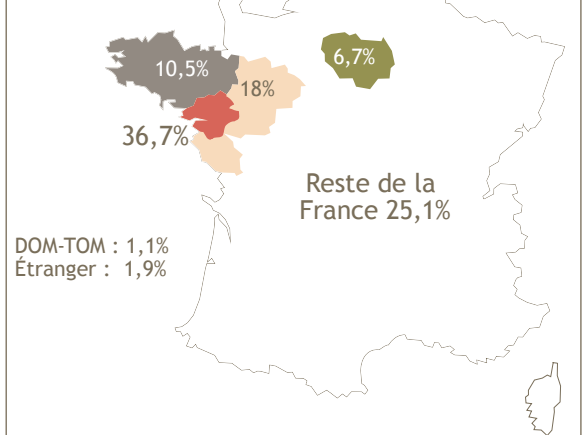 6,7%
10,5%
18%
36,7%
Reste de la
France 25,1%
DOM-TOM : 1,1%
Étranger : 1,9%